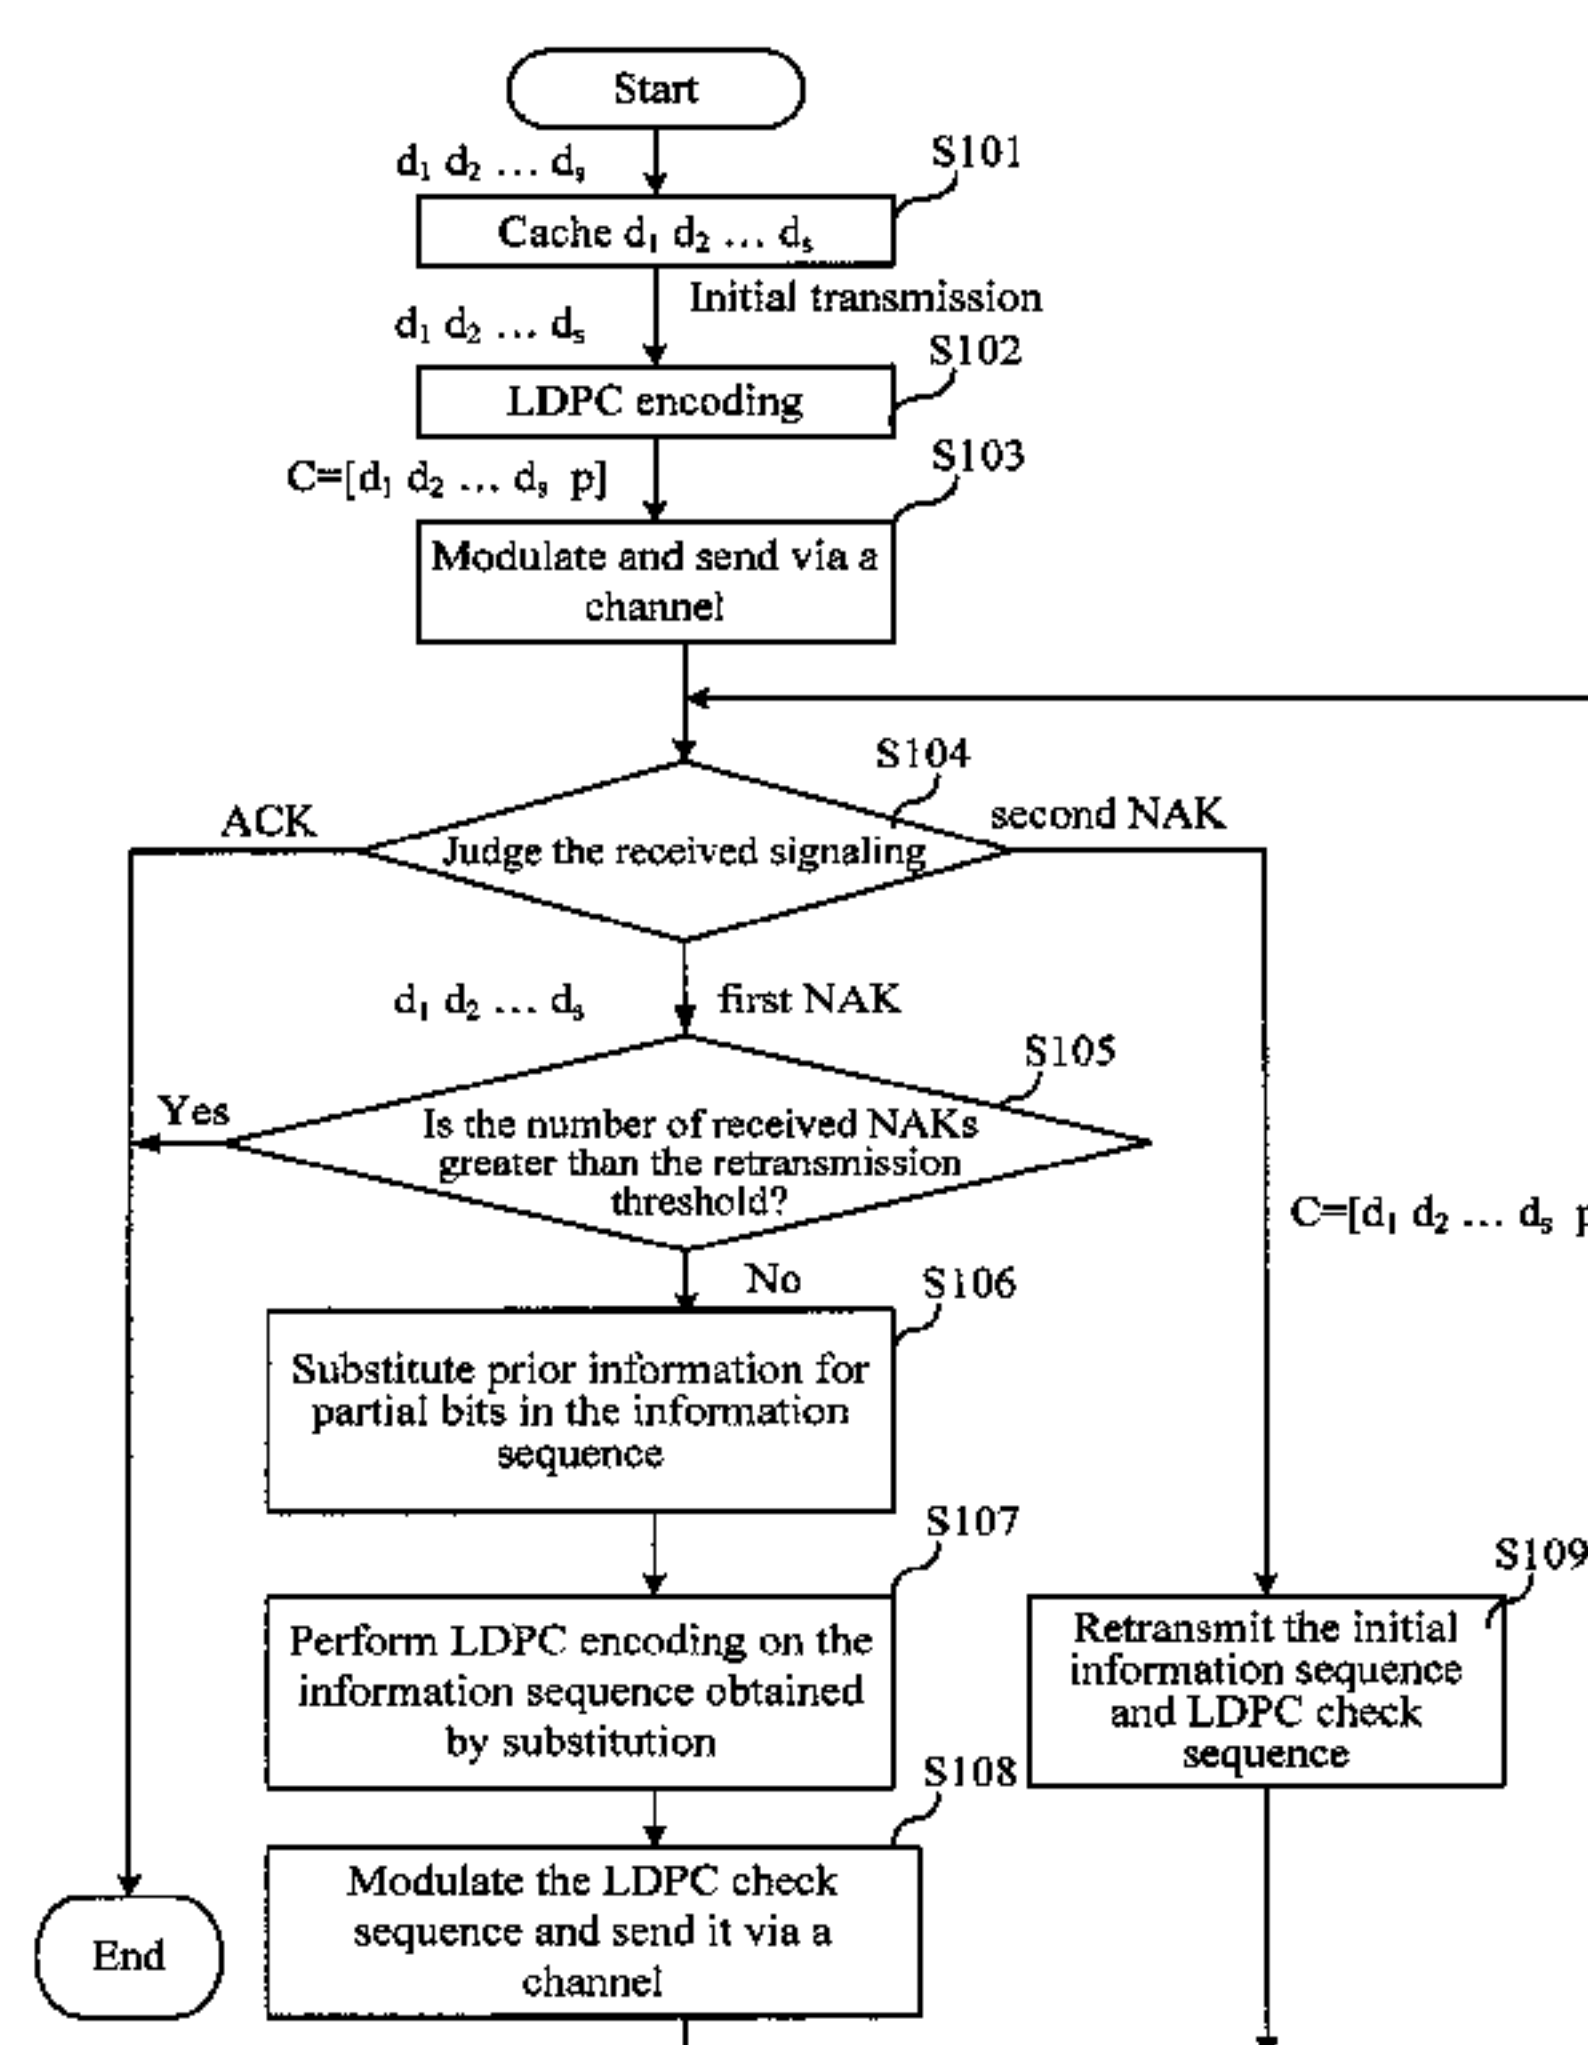 Start
d₁ d₂ ... dₛ
S101
Cache d₁ d₂ ... dₛ
Initial transmission
d₁ d₂ ... dₛ
S102
LDPC encoding
S103
C=[d₁ d₂ ... dₛ p]
Modulate and send via a
channel
S104
ACK
second NAK
Judge the received signaling
d₁ d₂ ... dₛ
first NAK
S105
Yes
Is the number of received NAKs
greater than the retransmission
threshold?
C=[d₁ d₂ ... dₛ p
No
S106
Substitute prior information for
partial bits in the information
sequence
S107
Perform LDPC encoding on the
information sequence obtained
by substitution
S109
Retransmit the initial
information sequence
and LDPC check
sequence
S108
Modulate the LDPC check
sequence and send it via a
channel
End